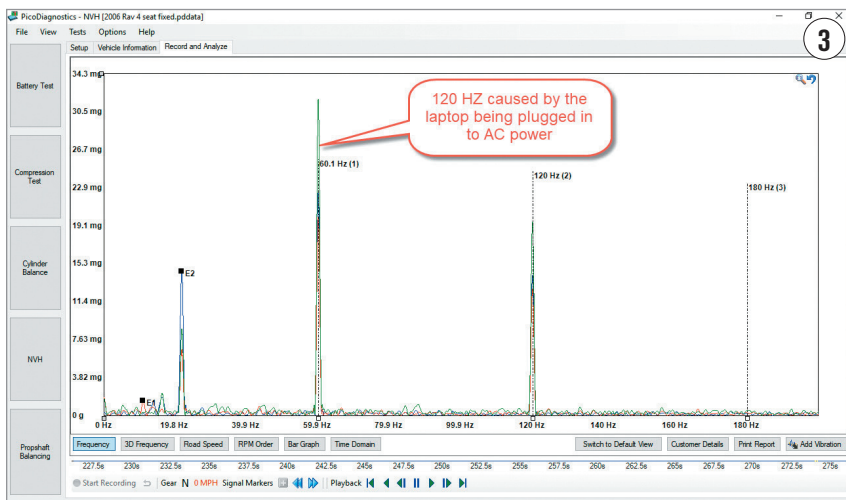 PicoDiagnostics - NVH [2006 Rav 4 seat fixed.pddata]
File View Tests Options Help
3
Setup Vehicle Information Record and Analyze
Battery Test
Compression
Test
Cylinder
Balance
NVH
Propshaft
Balancing
34.3 mg
30.5 mg
26.7 mg
22.9 mg
19.1 mg
15.3 mg
11.4 mg
7.63 mg
3.82 mg
0 g
120 HZ caused by the
laptop being plugged in
to AC power
60.1 Hz (1)
120 Hz (2)
180 Hz (3)
E2
E1
0 Hz 19.8 Hz 39.9 Hz 59.9 Hz 79.9 Hz 99.9 Hz 120 Hz 140 Hz 160 Hz 180 Hz
Frequency 3D Frequency Road Speed RPM Order Bar Graph Time Domain Switch to Default View Customer Details Print Report Add Vibration
227.5s 230s 232.5s 235s 237.5s 240s 242.5s 245s 247.5s 250s 252.5s 255s 257.5s 260s 262.5s 265s 267.5s 270s 272.5s 275s
Start Recording Gear N 0 MPH Signal Markers Playback